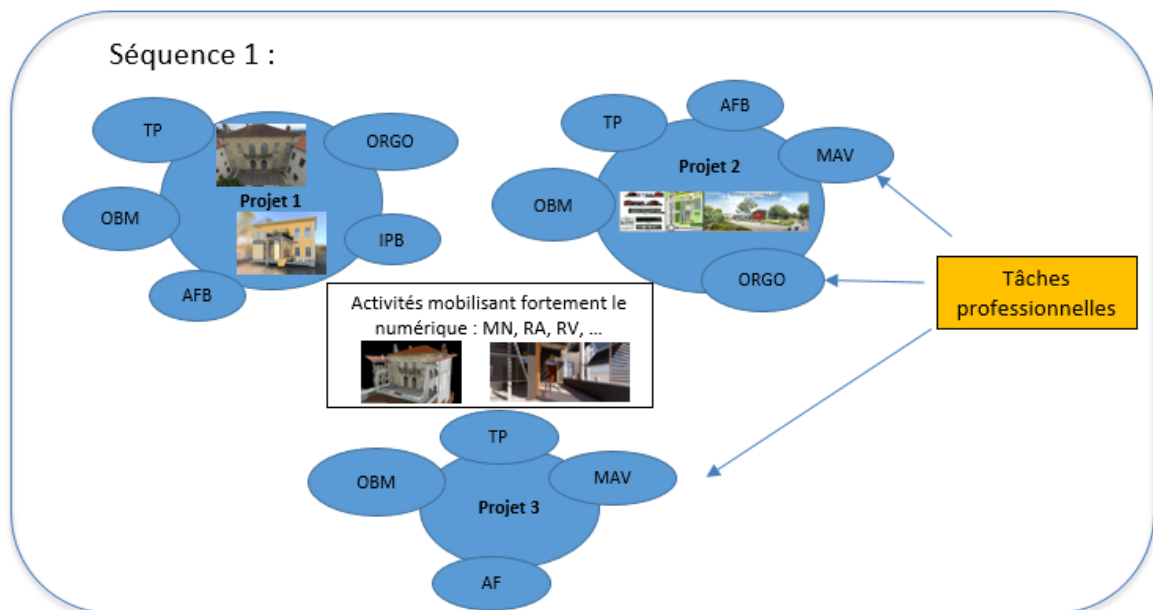 Séquence 1 :
TP
ORGO
Projet 1
OBM
IPB
AFB
AFB
TP
MAV
Projet 2
OBM
ORGO
Tâches
professionnelles
Activités mobilisant fortement le
numérique : MN, RA, RV, ...
TP
OBM
MAV
Projet 3
AF